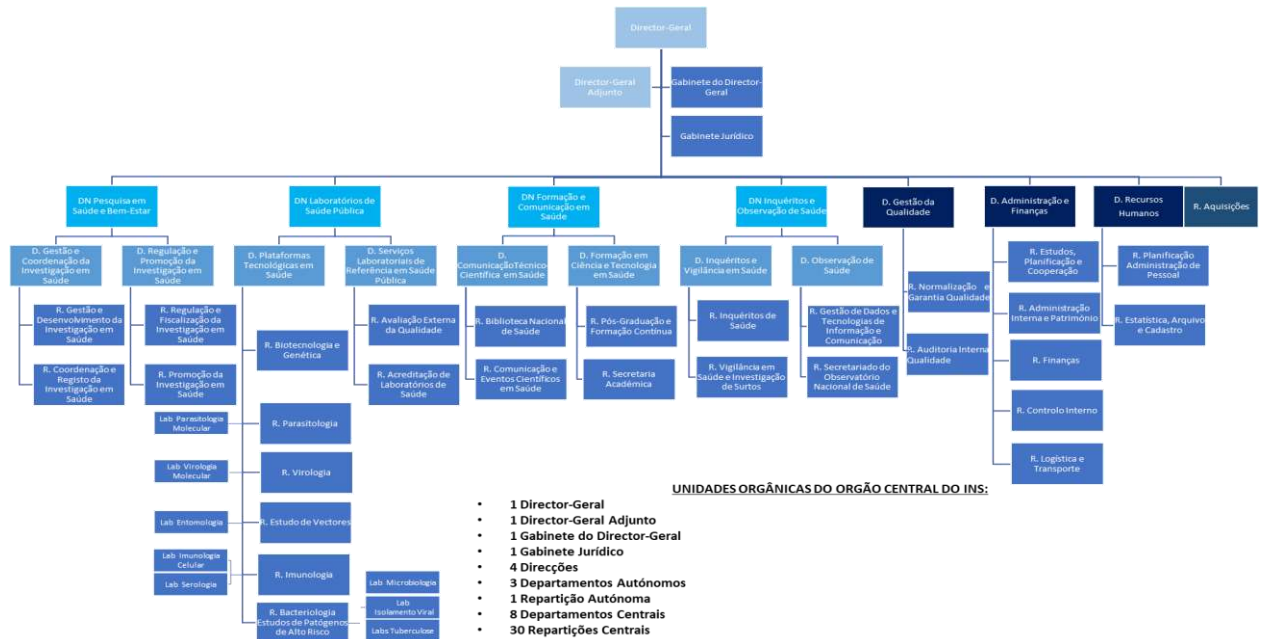 Director-Geral
Director-Geral
Adjunto
Gabinete do Director-
Geral
Gabinete Jurídico
DN Pesquisa em
Saúde e Bem-Estar
DN Laboratórios de
Saúde Pública
DN Formação e
Comunicação em
Saúde
DN Inquéritos e
Observação de Saúde
D. Gestão da
Qualidade
D. Administração e
Finanças
D. Recursos
Humanos
R. Aquisições
D. Gestão e
Coordenação da
Investigação em
Saúde
D. Regulação e
Promoção da
Investigação em
Saúde
D. Plataformas
Tecnológicas em
Saúde
D. Serviços
Laboratoriais de
Referência em Saúde
Pública
D.
ComunicaçãoTécnico-
Científica em Saúde
D. Formação em
Ciência e Tecnologia
em Saúde
D. Inquéritos e
Vigilância em Saúde
D. Observação de
Saúde
R. Gestão e
Desenvolvimento da
Investigação em
Saúde
R. Coordenação e
Registo da
Investigação em
Saúde
R. Regulação e
Fiscalização da
Investigação em
Saúde
R. Promoção da
Investigação em
Saúde
R. Biotecnologia e
Genética
R. Parasitologia
R. Virologia
R. Estudo de Vectores
R. Imunologia
R. Bacteriologia
Estudos de Patógenos
de Alto Risco
Lab Parasitologia
Molecular
Lab Virologia
Molecular
Lab Entomologia
Lab Imunologia
Celular
Lab Serologia
Lab Microbiologia
Lab
Isolamento Viral
Labs Tuberculose
R. Avaliação Externa
da Qualidade
R. Acreditação de
Laboratórios de
Saúde
R. Biblioteca Nacional
de Saúde
R. Comunicação e
Eventos Científicos
em Saúde
R. Pós-Graduação e
Formação Contínua
R. Secretaria
Académica
R. Inquéritos de
Saúde
R. Vigilância em
Saúde e Investigação
de Surtos
R. Gestão de Dados e
Tecnologias de
Informação e
Comunicação
R. Secretariado do
Observatório
Nacional de Saúde
R. Normalização e
Garantia Qualidade
R. Auditoria Interna
Qualidade
R. Estudos,
Planificação e
Cooperação
R. Administração
Interna e Património
R. Finanças
R. Controlo Interno
R. Logística e
Transporte
R. Planificação
Administração de
Pessoal
R. Estatística, Arquivo
e Cadastro
UNIDADES ORGÂNICAS DO ORGÃO CENTRAL DO INS:
• 1 Director-Geral
• 1 Director-Geral Adjunto
• 1 Gabinete do Director-Geral
• 1 Gabinete Jurídico
• 4 Direcções
• 3 Departamentos Autónomos
• 1 Repartição Autónoma
• 8 Departamentos Centrais
• 30 Repartições Centrais